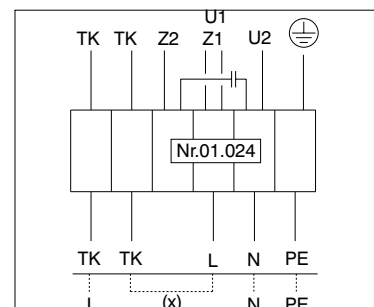 U1
TK TK Z2 Z1 U2
Nr.01.024
TK TK L N PE
L (x) N PE